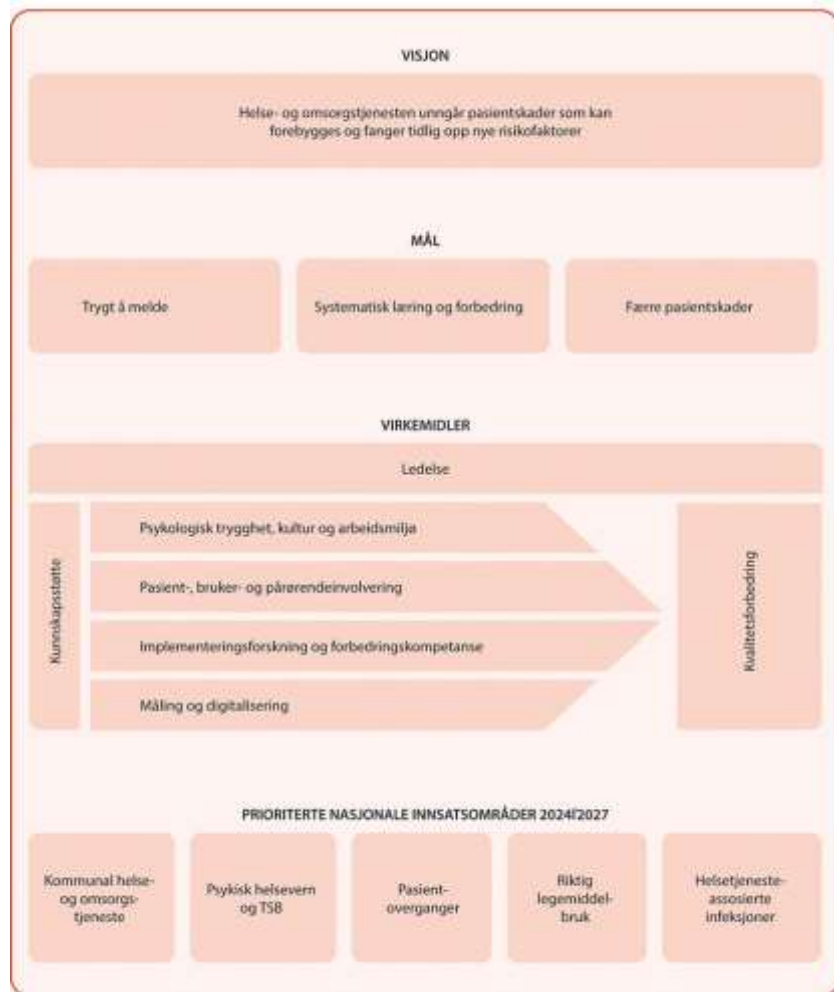 VISJON
Helse- og omsorgstjenesten unngår pasientskader som kan
forebygges og fanger tidlig opp nye risikofaktorer
MÅL
Trygt å melde
Systematisk læring og forbedring
Færre pasientskader
VIRKEMIDLER
Ledelse
Kunnskapsstøtte
Psykologisk trygghet, kultur og arbeidsmiljø
Pasient-, bruker- og pårørendeinvolvering
Implementeringsforskning og forbedringskompetanse
Måling og digitalisering
Kvalitetsforbedring
PRIORITERTE NASJONALE INNSATSOMRÅDER 2024ľ2027
Kommunal helse-
og omsorgs-
tjeneste
Psykisk helsevern
og TSB
Pasient-
overganger
Riktig
legemiddel-
bruk
Helsetjeneste-
assosierte
infeksjoner